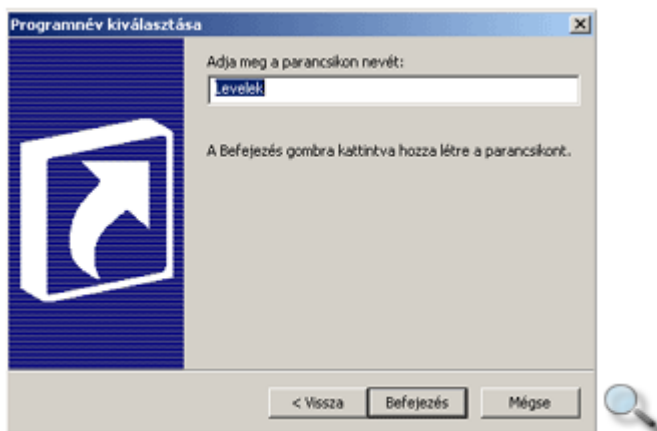 Programnév kiválasztása
Adja meg a parancsikon nevét:
Levelek
A Befejezés gombra kattintva hozza létre a parancsikont.
< Vissza
Befejezés
Mégse